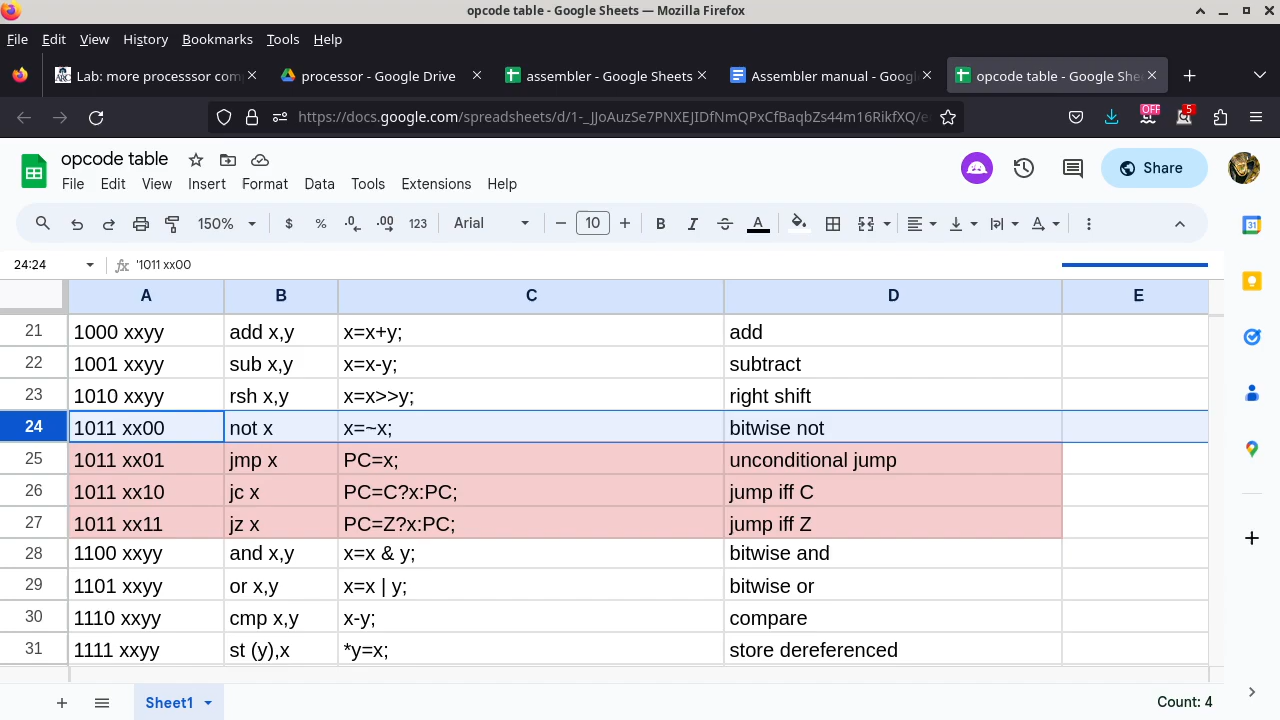 opcode table - Google Sheets — Mozilla Firefox
File Edit View History Bookmarks Tools Help
Lab: more processsor com
processor - Google Drive
assembler - Google Sheets
Assembler manual - Googl
opcode table - Google She
https://docs.google.com/spreadsheets/d/1-_JJoAuzSe7PNXEJIDfNmQPxCfBaqbZs44m16RikfXQ/e
OFF
5
opcode table
Share
File Edit View Insert Format Data Tools Extensions Help
150% $ % .0 .00 123 Arial 10 B I S A
24:24 fx '1011 xx00
A B C D E
21 1000 xxyy add x,y x=x+y; add
22 1001 xxyy sub x,y x=x-y; subtract
23 1010 xxyy rsh x,y x=x>>y; right shift
24 1011 xx00 not x x=~x; bitwise not
25 1011 xx01 jmp x PC=x; unconditional jump
26 1011 xx10 jc x PC=C?x:PC; jump iff C
27 1011 xx11 jz x PC=Z?x:PC; jump iff Z
28 1100 xxyy and x,y x=x & y; bitwise and
29 1101 xxyy or x,y x=x | y; bitwise or
30 1110 xxyy cmp x,y x-y; compare
31 1111 xxyy st (y),x *y=x; store dereferenced
Sheet1
Count: 4
31